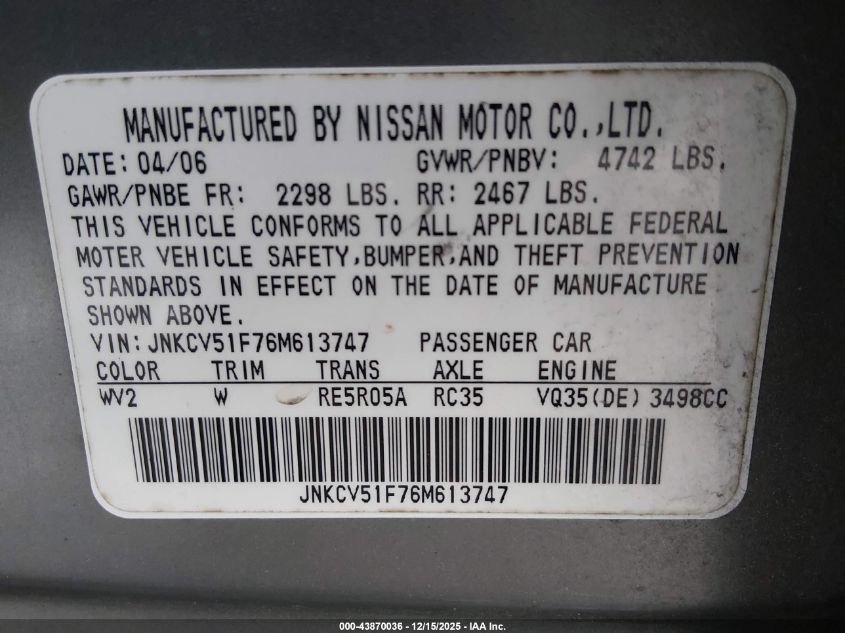 MANUFACTURED BY NISSAN MOTOR CO.,LTD.
DATE: 04/06 GVWR/PNBV: 4742 LBS.
GAWR/PNBE FR: 2298 LBS. RR: 2467 LBS.
THIS VEHICLE CONFORMS TO ALL APPLICABLE FEDERAL
MOTER VEHICLE SAFETY,BUMPER,AND THEFT PREVENTION
STANDARDS IN EFFECT ON THE DATE OF MANUFACTURE
SHOWN ABOVE.
VIN:JNKCV51F76M613747 PASSENGER CAR
COLOR TRIM TRANS AXLE ENGINE
WV2 W RE5R05A RC35 VQ35(DE) 3498CC
JNKCV51F76M613747
000-43870036 - 12/15/2025 - IAA Inc.